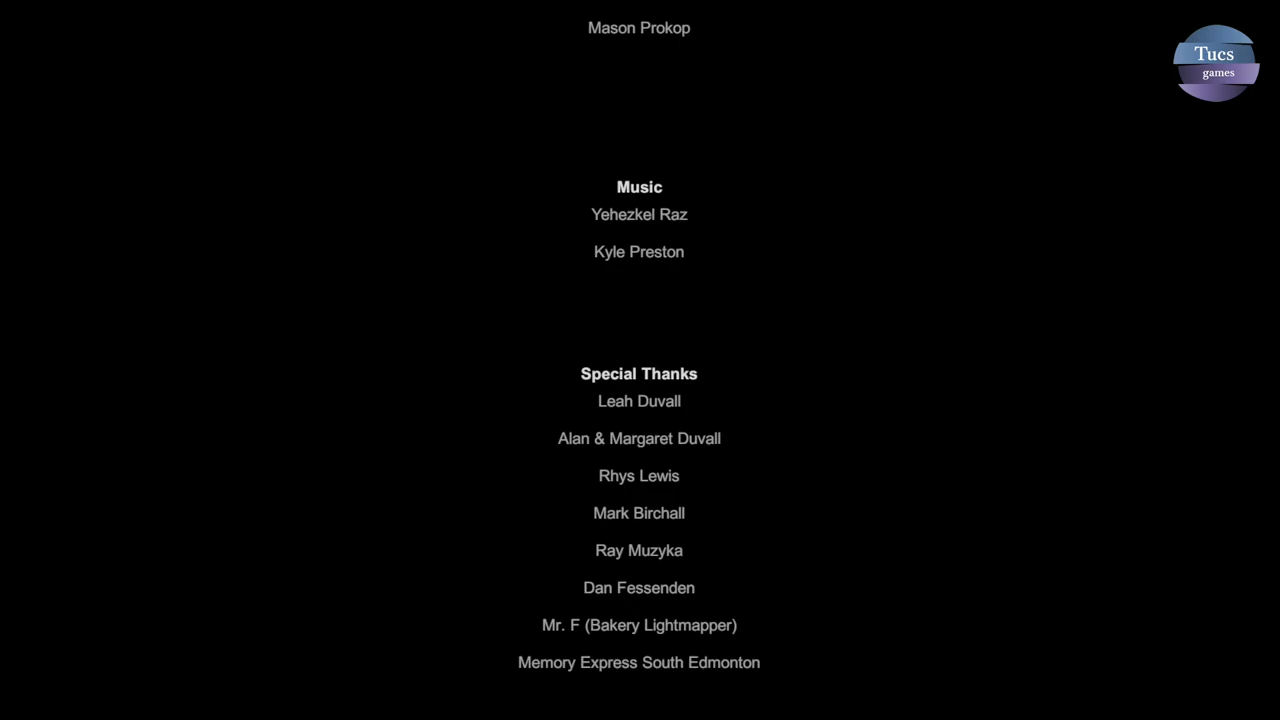 Mason Prokop
Tucs
games
Music
Yehezkel Raz
Kyle Preston
Special Thanks
Leah Duvall
Alan & Margaret Duvall
Rhys Lewis
Mark Birchall
Ray Muzyka
Dan Fessenden
Mr. F (Bakery Lightmapper)
Memory Express South Edmonton